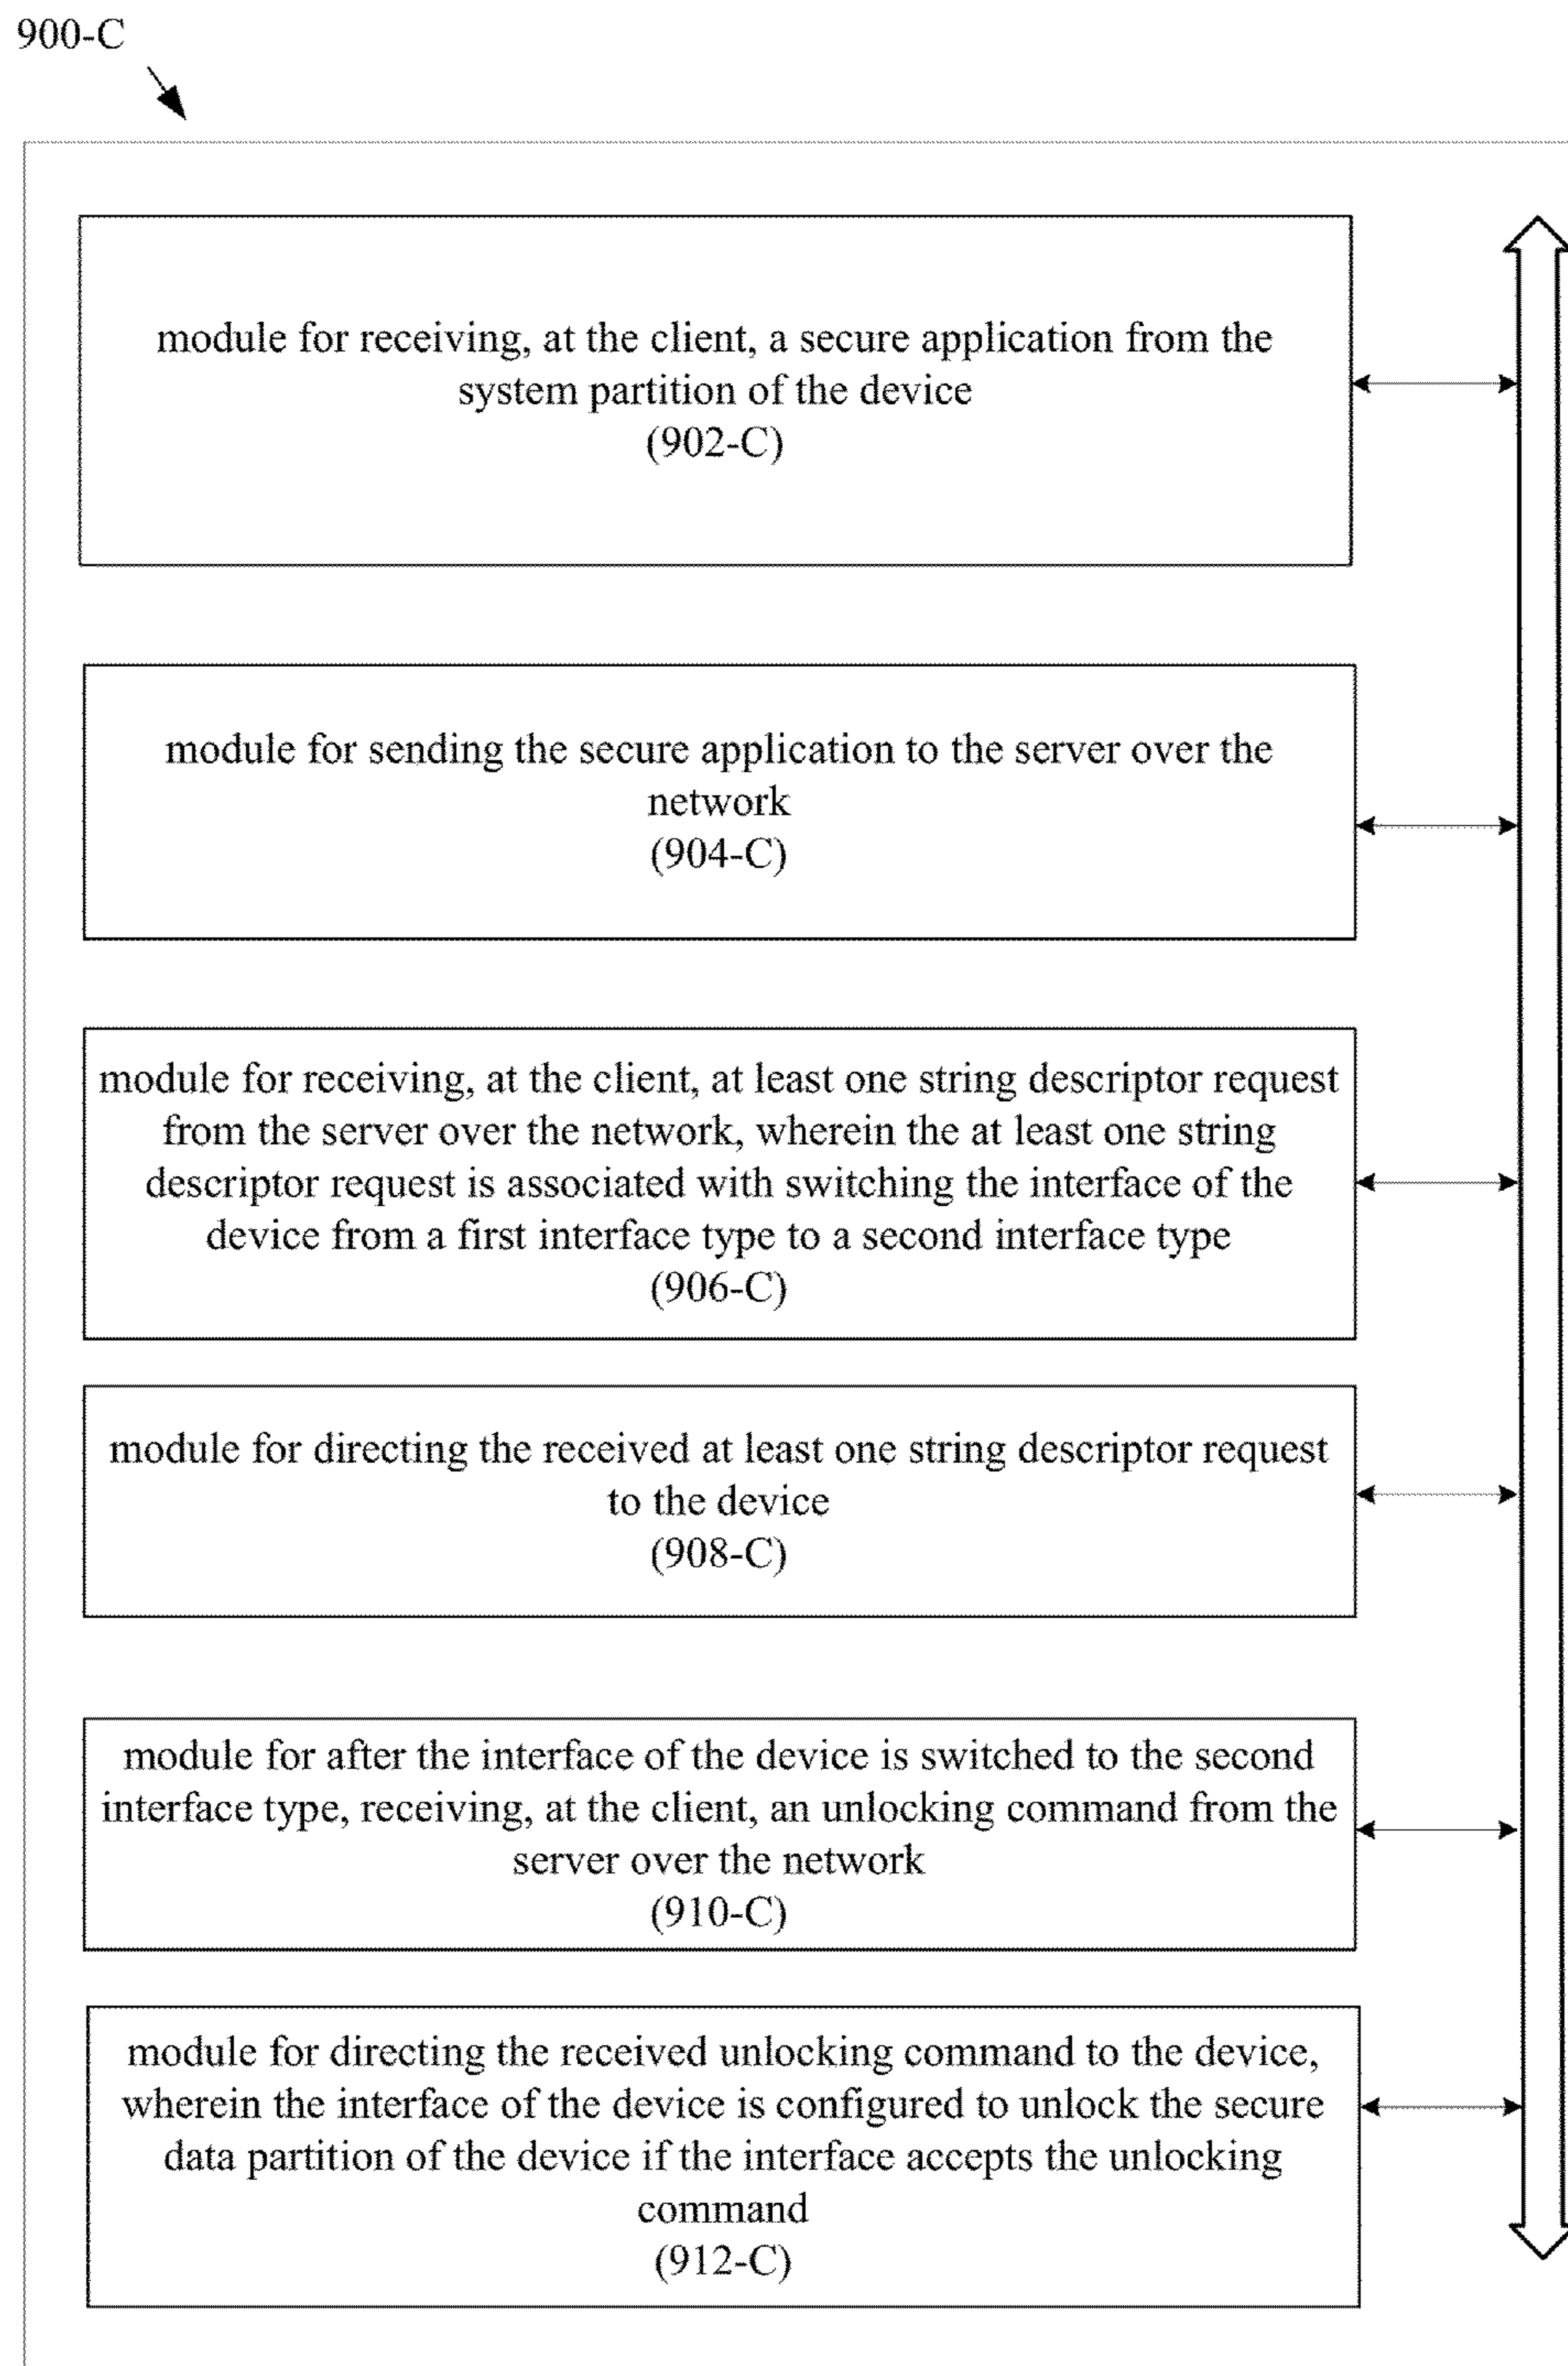 900-C
module for receiving, at the client, a secure application from the
system partition of the device
(902-C)
module for sending the secure application to the server over the
network
(904-C)
module for receiving, at the client, at least one string descriptor request
from the server over the network, wherein the at least one string
descriptor request is associated with switching the interface of the
device from a first interface type to a second interface type
(906-C)
module for directing the received at least one string descriptor request
to the device
(908-C)
module for after the interface of the device is switched to the second
interface type, receiving, at the client, an unlocking command from the
server over the network
(910-C)
module for directing the received unlocking command to the device,
wherein the interface of the device is configured to unlock the secure
data partition of the device if the interface accepts the unlocking
command
(912-C)